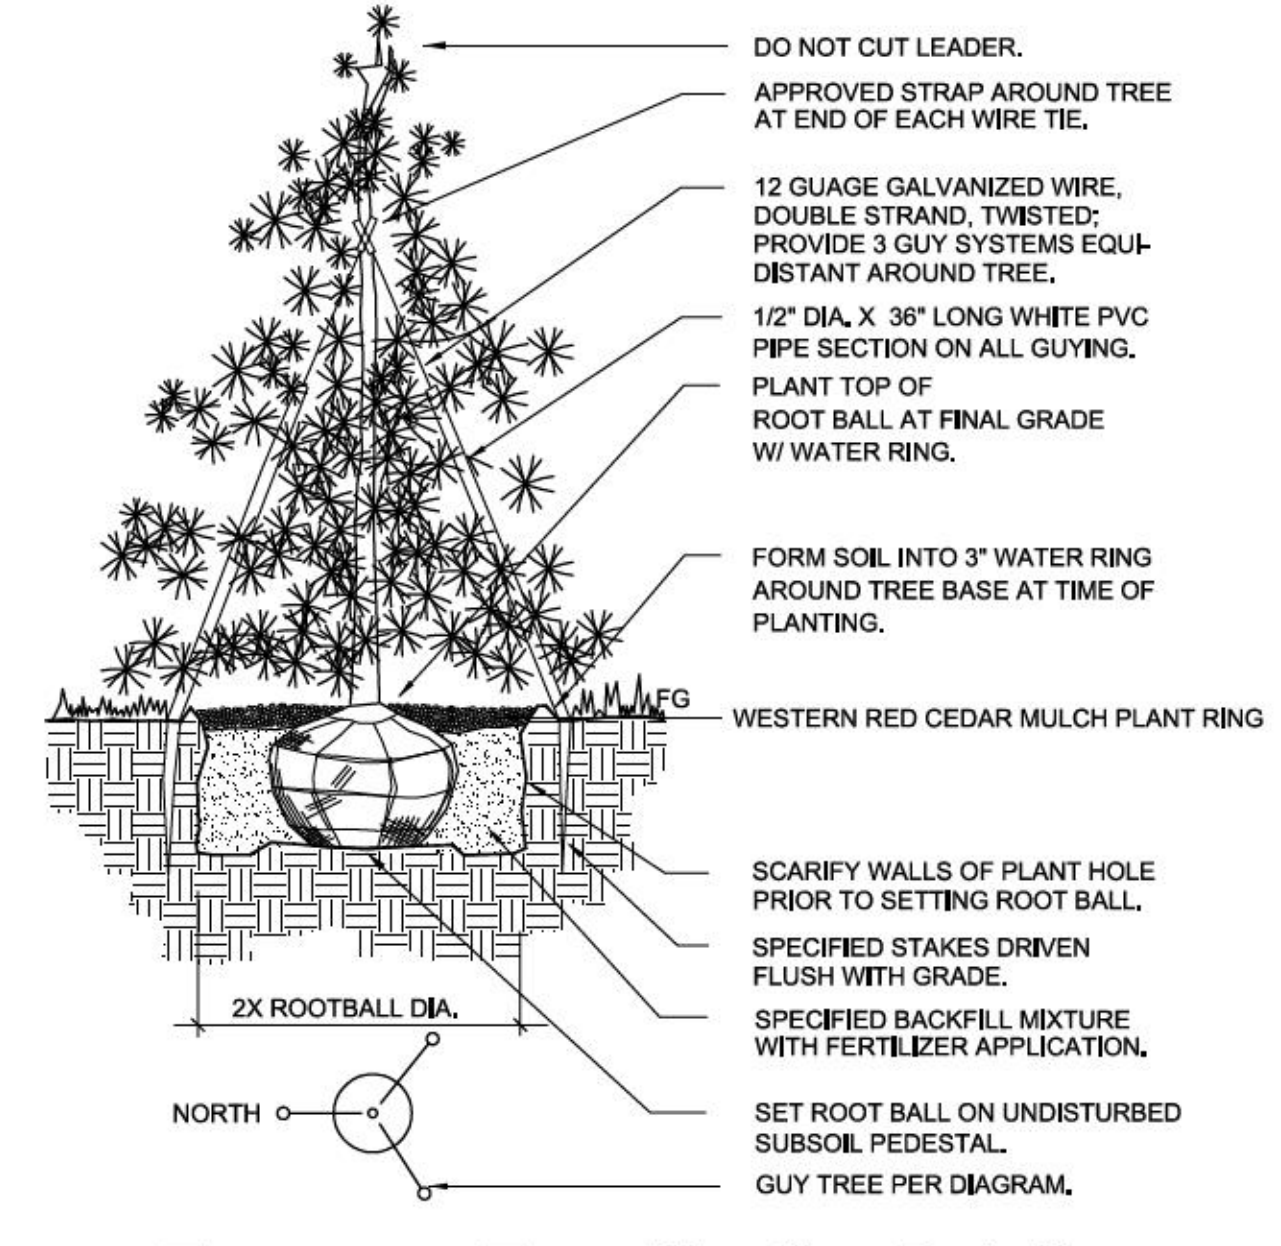 DO NOT CUT LEADER.
APPROVED STRAP AROUND TREE
AT END OF EACH WIRE TIE.
12 GUAGE GALVANIZED WIRE,
DOUBLE STRAND, TWISTED;
PROVIDE 3 GUY SYSTEMS EQUI-
DISTANT AROUND TREE.
1/2" DIA. X 36" LONG WHITE PVC
PIPE SECTION ON ALL GUYING.
PLANT TOP OF
ROOT BALL AT FINAL GRADE
W/ WATER RING.
FORM SOIL INTO 3" WATER RING
AROUND TREE BASE AT TIME OF
PLANTING.
FG
WESTERN RED CEDAR MULCH PLANT RING
SCARIFY WALLS OF PLANT HOLE
PRIOR TO SETTING ROOT BALL.
SPECIFIED STAKES DRIVEN
FLUSH WITH GRADE.
2X ROOTBALL DIA.
SPECIFIED BACKFILL MIXTURE
WITH FERTILIZER APPLICATION.
NORTH
SET ROOT BALL ON UNDISTURBED
SUBSOIL PEDESTAL.
GUY TREE PER DIAGRAM.